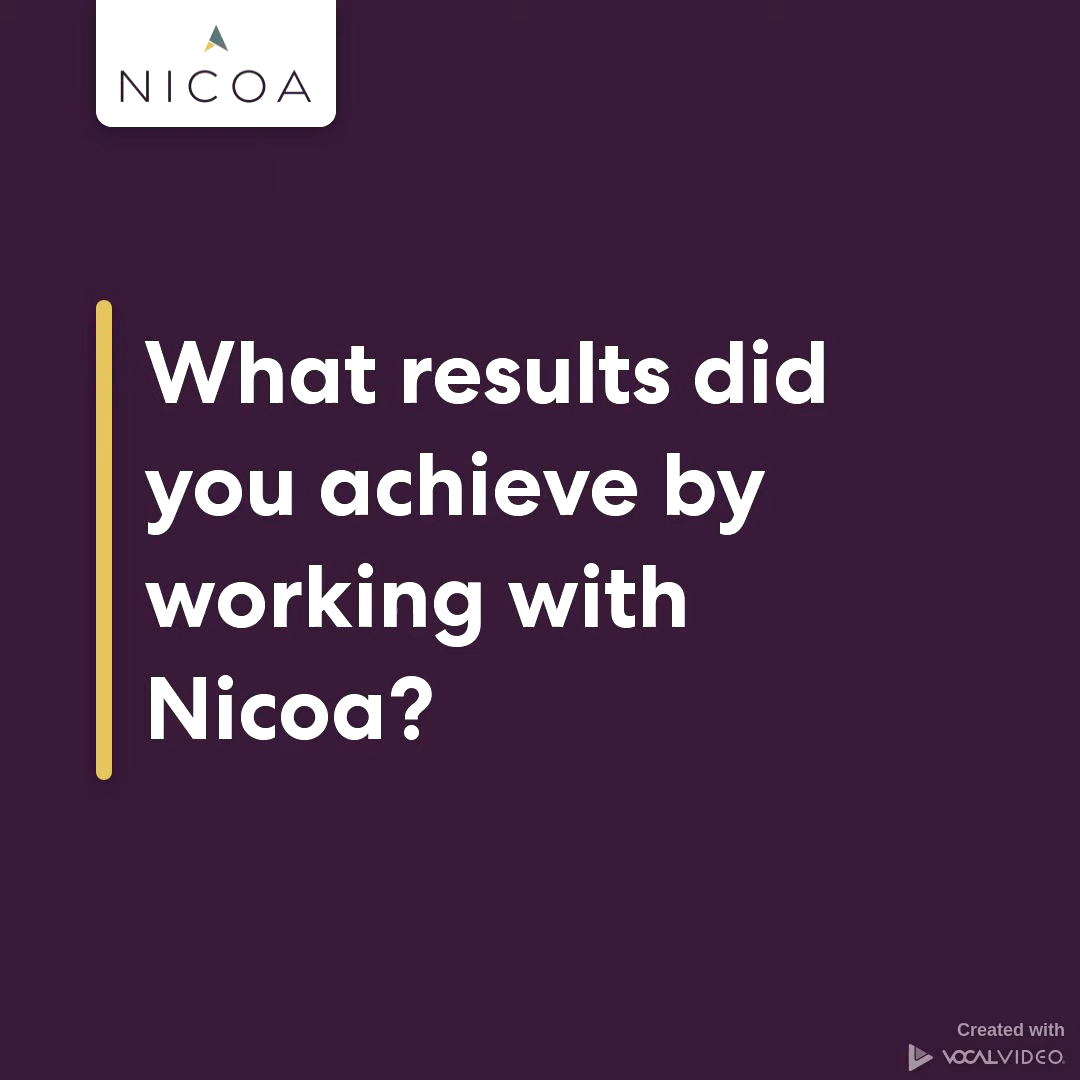 NICOA
What results did
you achieve by
working with
Nicoa?
Created with
VOCALVIDEO